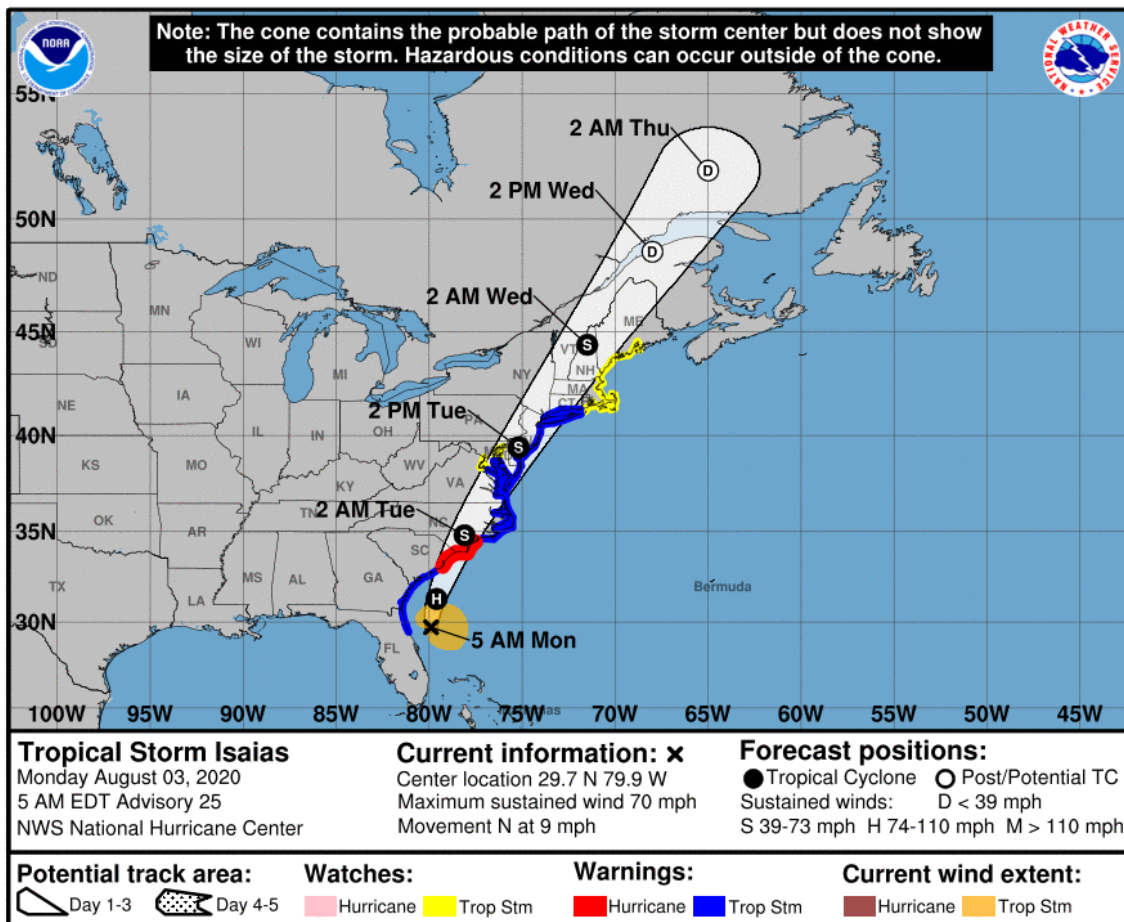 Note: The cone contains the probable path of the storm center but does not show
the size of the storm. Hazardous conditions can occur outside of the cone.
NOAA
NATIONAL WEATHER SERVICE
55N
2 AM Thu
2 PM Wed
50N
ND
2 AM Wed
MN
45N
SD
WI
VT
ME
NH
MI
NY
MA
CT
IA
NE
2 PM Tue
PA
40N
IL
IN
OH
KS
MO
WV
VA
KY
2 AM Tue
NC
TN
35N
OK
AR
SC
MS
AL
GA
TX
LA
Bermuda
30N
5 AM Mon
FL
100W
95W
90W
85W
80W
75W
70W
65W
60W
55W
50W
45W
H
S
S
S
D
D
Tropical Storm Isaias
Monday August 03, 2020
5 AM EDT Advisory 25
NWS National Hurricane Center
Current information: ×
Center location 29.7 N 79.9 W
Maximum sustained wind 70 mph
Movement N at 9 mph
Forecast positions:
● Tropical Cyclone ○ Post/Potential TC
Sustained winds: D < 39 mph
S 39-73 mph H 74-110 mph M > 110 mph
Potential track area:
Day 1-3 Day 4-5
Watches:
Hurricane Trop Stm
Warnings:
Hurricane Trop Stm
Current wind extent:
Hurricane Trop Stm